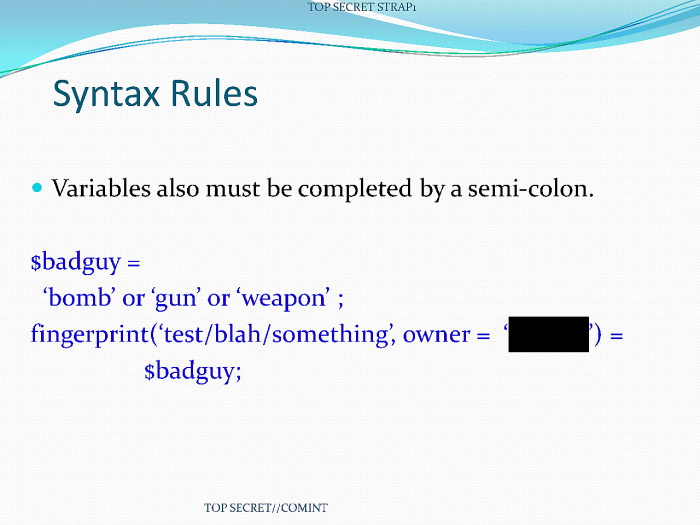 TOP SECRET STRAP1
Syntax Rules
• Variables also must be completed by a semi-colon.
$badguy =
‘bomb’ or ‘gun’ or ‘weapon’ ;
fingerprint(‘test/blah/something’, owner = ‘’) =
$badguy;
TOP SECRET//COMINT